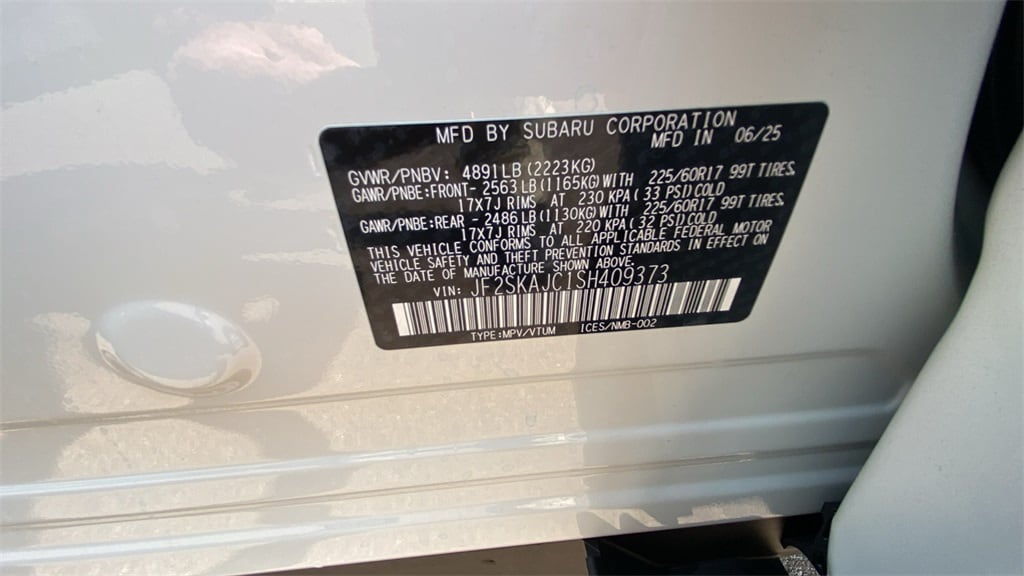 MFD BY SUBARU CORPORATION
MFD IN 06/25
GVWR/PNBV: 4891LB (2223KG)
GAWR/PNBE:FRONT- 2563LB (1165KG)WITH 225/60R17 99T TIRES.
17X7J RIMS AT 230 KPA( 33 PSI)COLD
GAWR/PNBE:REAR - 2486LB (1130KG)WITH 225/60R17 99T TIRES.
17X7J RIMS AT 220 KPA( 32 PSI)COLD
THIS VEHICLE CONFORMS TO ALL APPLICABLE FEDERAL MOTOR
VEHICLE SAFETY AND THEFT PREVENTION STANDARDS IN EFFECT ON
THE DATE OF MANUFACTURE SHOWN ABOVE.
VIN: JF2SKAJC1SH409373
TYPE:MPV/VTUM ICES/NMB-002